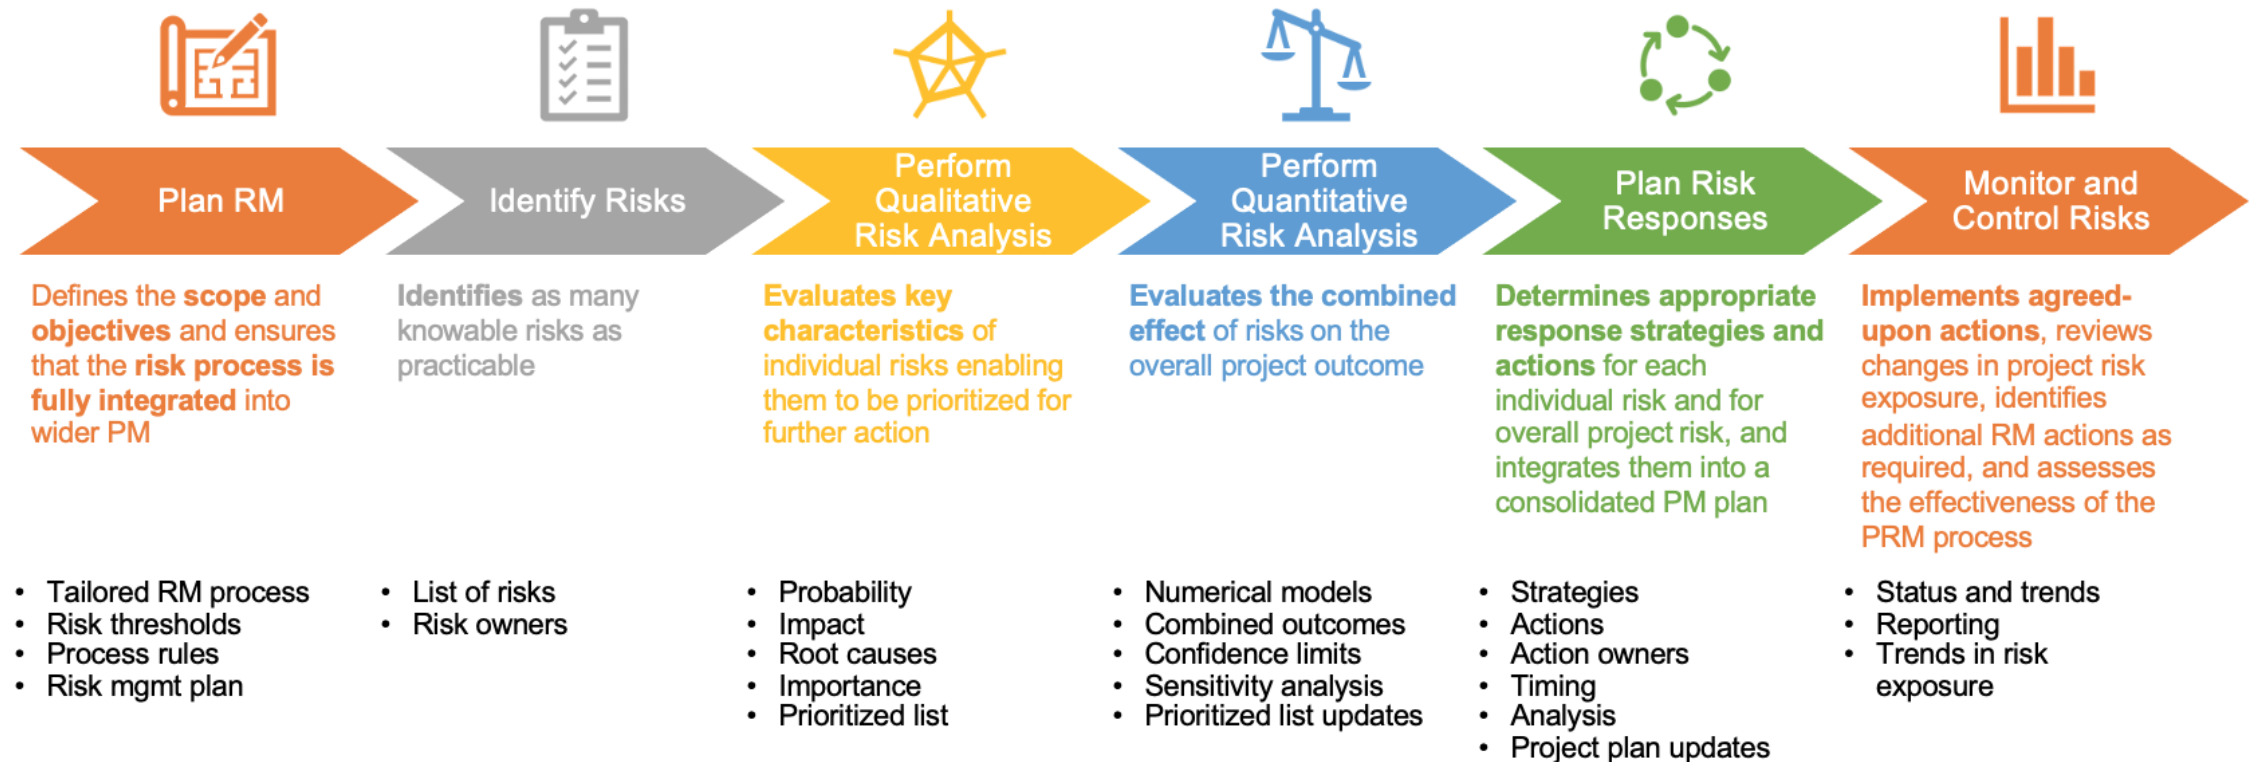 Plan RM
Identify Risks
Perform
Qualitative
Risk Analysis
Perform
Quantitative
Risk Analysis
Plan Risk
Responses
Monitor and
Control Risks
Defines the scope and
objectives and ensures
that the risk process is
fully integrated into
wider PM
Identifies as many
knowable risks as
practicable
Evaluates key
characteristics of
individual risks enabling
them to be prioritized for
further action
Evaluates the combined
effect of risks on the
overall project outcome
Determines appropriate
response strategies and
actions for each
individual risk and for
overall project risk, and
integrates them into a
consolidated PM plan
Implements agreed-
upon actions, reviews
changes in project risk
exposure, identifies
additional RM actions as
required, and assesses
the effectiveness of the
PRM process
• Tailored RM process
• Risk thresholds
• Process rules
• Risk mgmt plan
• List of risks
• Risk owners
• Probability
• Impact
• Root causes
• Importance
• Prioritized list
• Numerical models
• Combined outcomes
• Confidence limits
• Sensitivity analysis
• Prioritized list updates
• Strategies
• Actions
• Action owners
• Timing
• Analysis
• Project plan updates
• Status and trends
• Reporting
• Trends in risk
exposure